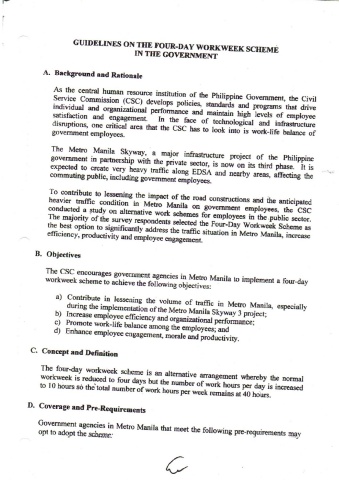 GUIDELINES ON THE FOUR-DAY WORKWEEK SCHEME
IN THE GOVERNMENT
A. Background and Rationale
As the central human resource institution of the Philippine Government, the Civil
Service Commission (CSC) develops policies, standards and programs that drive
individual and organizational performance and maintain high levels of employee
satisfaction and engagement. In the face of technological and infrastructure
disruptions, one critical area that the CSC has to look into is work-life balance of
government employees.
The Metro Manila Skyway, a major infrastructure project of the Philippine
government in partnership with the private sector, is now on its third phase. It is
expected to create very heavy traffic along EDSA and nearby areas, affecting the
commuting public, including government employees.
To contribute to lessening the impact of the road constructions and the anticipated
heavier traffic condition in Metro Manila on government employees, the CSC
conducted a study on alternative work schemes for employees in the public sector.
The majority of the survey respondents selected the Four-Day Workweek Scheme as
the best option to significantly address the traffic situation in Metro Manila, increase
efficiency, productivity and employee engagement.
B. Objectives
The CSC encourages government agencies in Metro Manila to implement a four-day
workweek scheme to achieve the following objectives:
a) Contribute in lessening the volume of traffic in Metro Manila, especially
during the implementation of the Metro Manila Skyway 3 project;
b) Increase employee efficiency and organizational performance;
c) Promote work-life balance among the employees; and
d) Enhance employee engagement, morale and productivity.
C. Concept and Definition
The four-day workweek scheme is an alternative arrangement whereby the normal
workweek is reduced to four days but the number of work hours per day is increased
to 10 hours so the total number of work hours per week remains at 40 hours.
D. Coverage and Pre-Requirements
Government agencies in Metro Manila that meet the following pre-requirements may
opt to adopt the scheme: